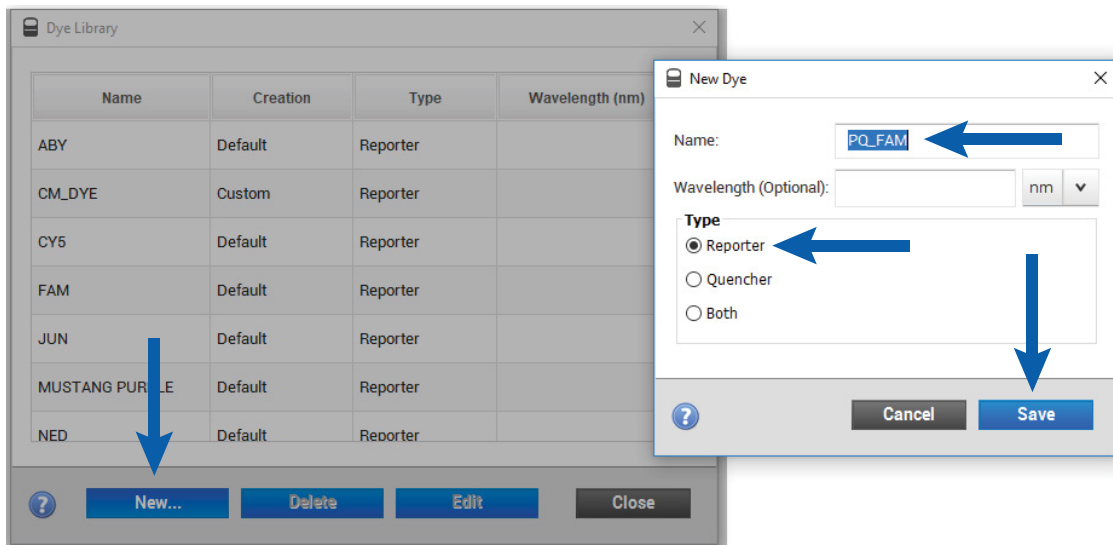 Dye Library
Name Creation Type Wavelength (nm)
ABY Default Reporter
CM_DYE Custom Reporter
CY5 Default Reporter
FAM Default Reporter
JUN Default Reporter
MUSTANG PURPLE Default Reporter
NED Default Reporter
New... Delete Edit Close
New Dye
Name: PQ_FAM
Wavelength (Optional): nm
Type
Reporter
Quencher
Both
Cancel Save